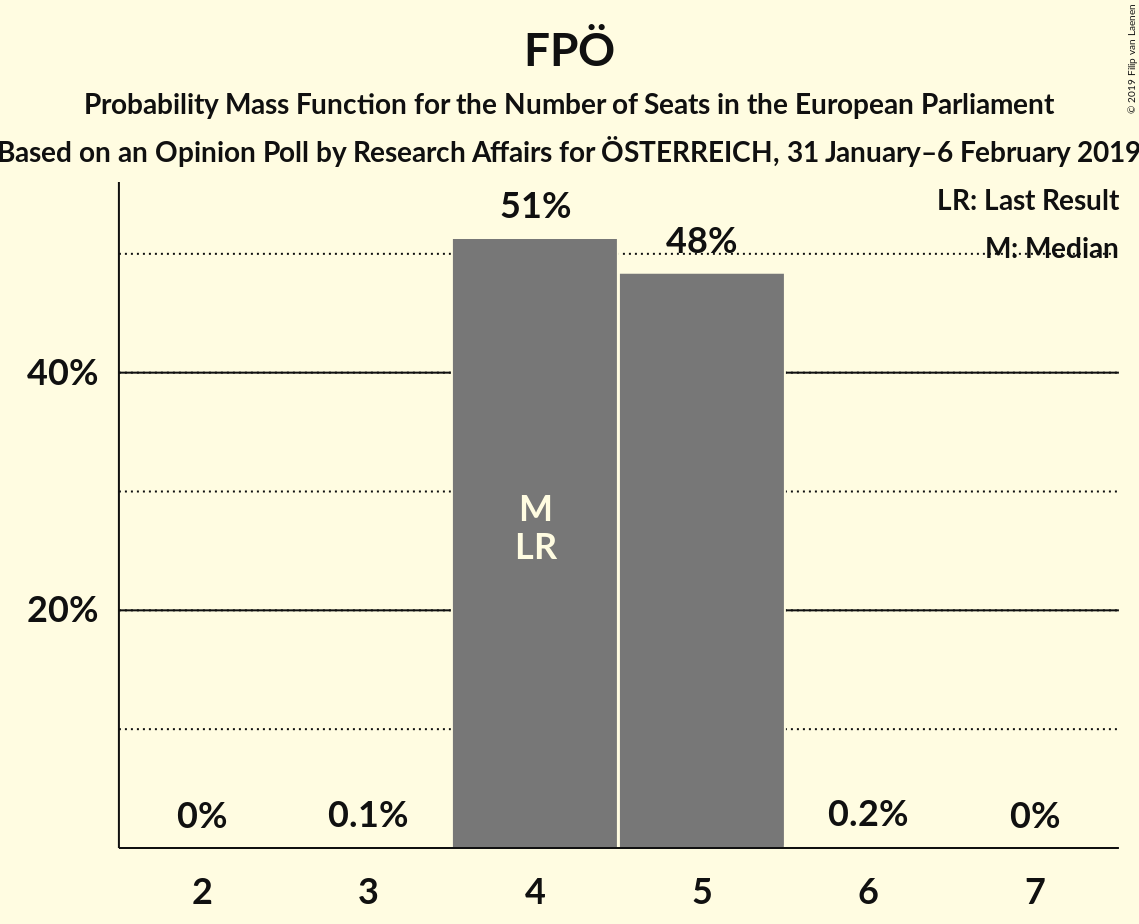 FPÖ
Probability Mass Function for the Number of Seats in the European Parliament
Based on an Opinion Poll by Research Affairs for ÖSTERREICH, 31 January–6 February 2019
© 2019 Filip van Laenen
LR: Last Result
M: Median
51%
48%
40%
M
LR
20%
0%
0.1%
0.2%
0%
2
3
4
5
6
7